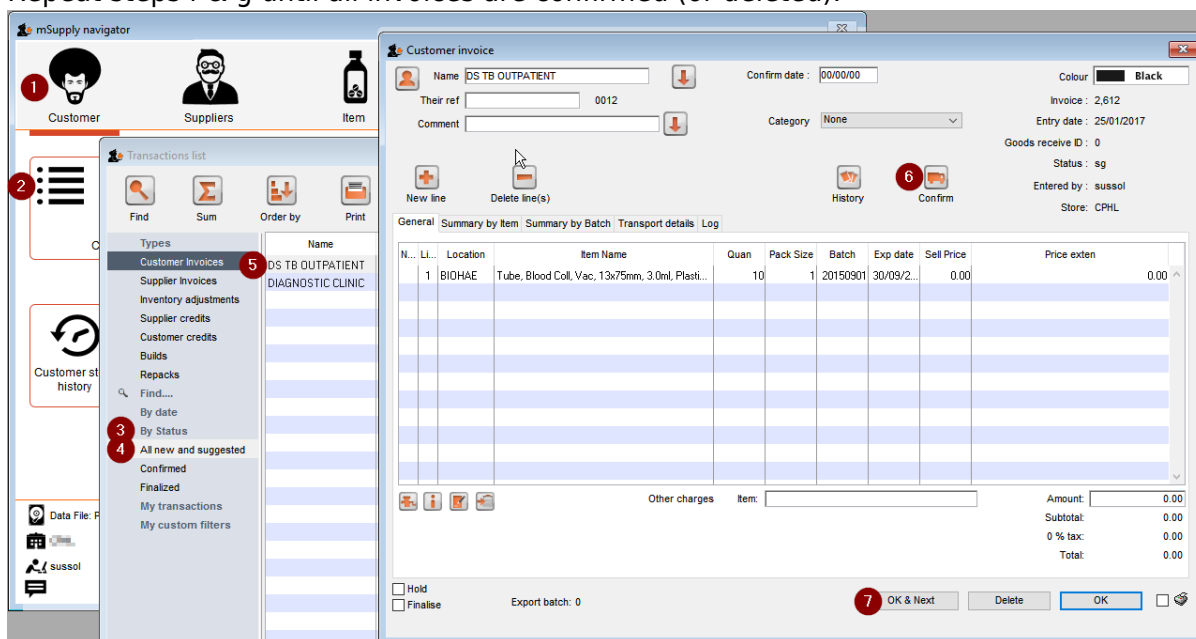 Repeat steps f & g until all invoices are confirmed (or deleted).
mSupply navigator
1
Customer
Suppliers
Item
2
Transactions list
Find
Sum
Order by
Print
Types
Customer Invoices
Supplier Invoices
Inventory adjustments
Supplier credits
Customer credits
Builds
Repacks
Find....
By date
3 By Status
4 All new and suggested
Confirmed
Finalized
My transactions
My custom filters
Name
5 DS TB OUTPATIENT
DIAGNOSTIC CLINIC
C
Customer st
history
Data File: P
sussol
Customer invoice
Name DS TB OUTPATIENT
Confirm date : 00/00/00
Colour Black
Their ref 0012
Invoice : 2,612
Comment
Category None
Entry date : 25/01/2017
Goods receive ID : 0
Status : sg
Entered by : sussol
Store: CPHL
New line
Delete line(s)
History
6 Confirm
General Summary by Item Summary by Batch Transport details Log
N... Li... Location Item Name Quan Pack Size Batch Exp date Sell Price Price exten
1 BIOHAE Tube, Blood Coll, Vac, 13x75mm, 3.0ml, Plasti... 10 1 20150901 30/09/2... 0.00 0.00
Other charges Item: Amount: 0.00
Subtotal: 0.00
0 % tax: 0.00
Total: 0.00
Hold
Finalise
Export batch: 0
7 OK & Next
Delete
OK